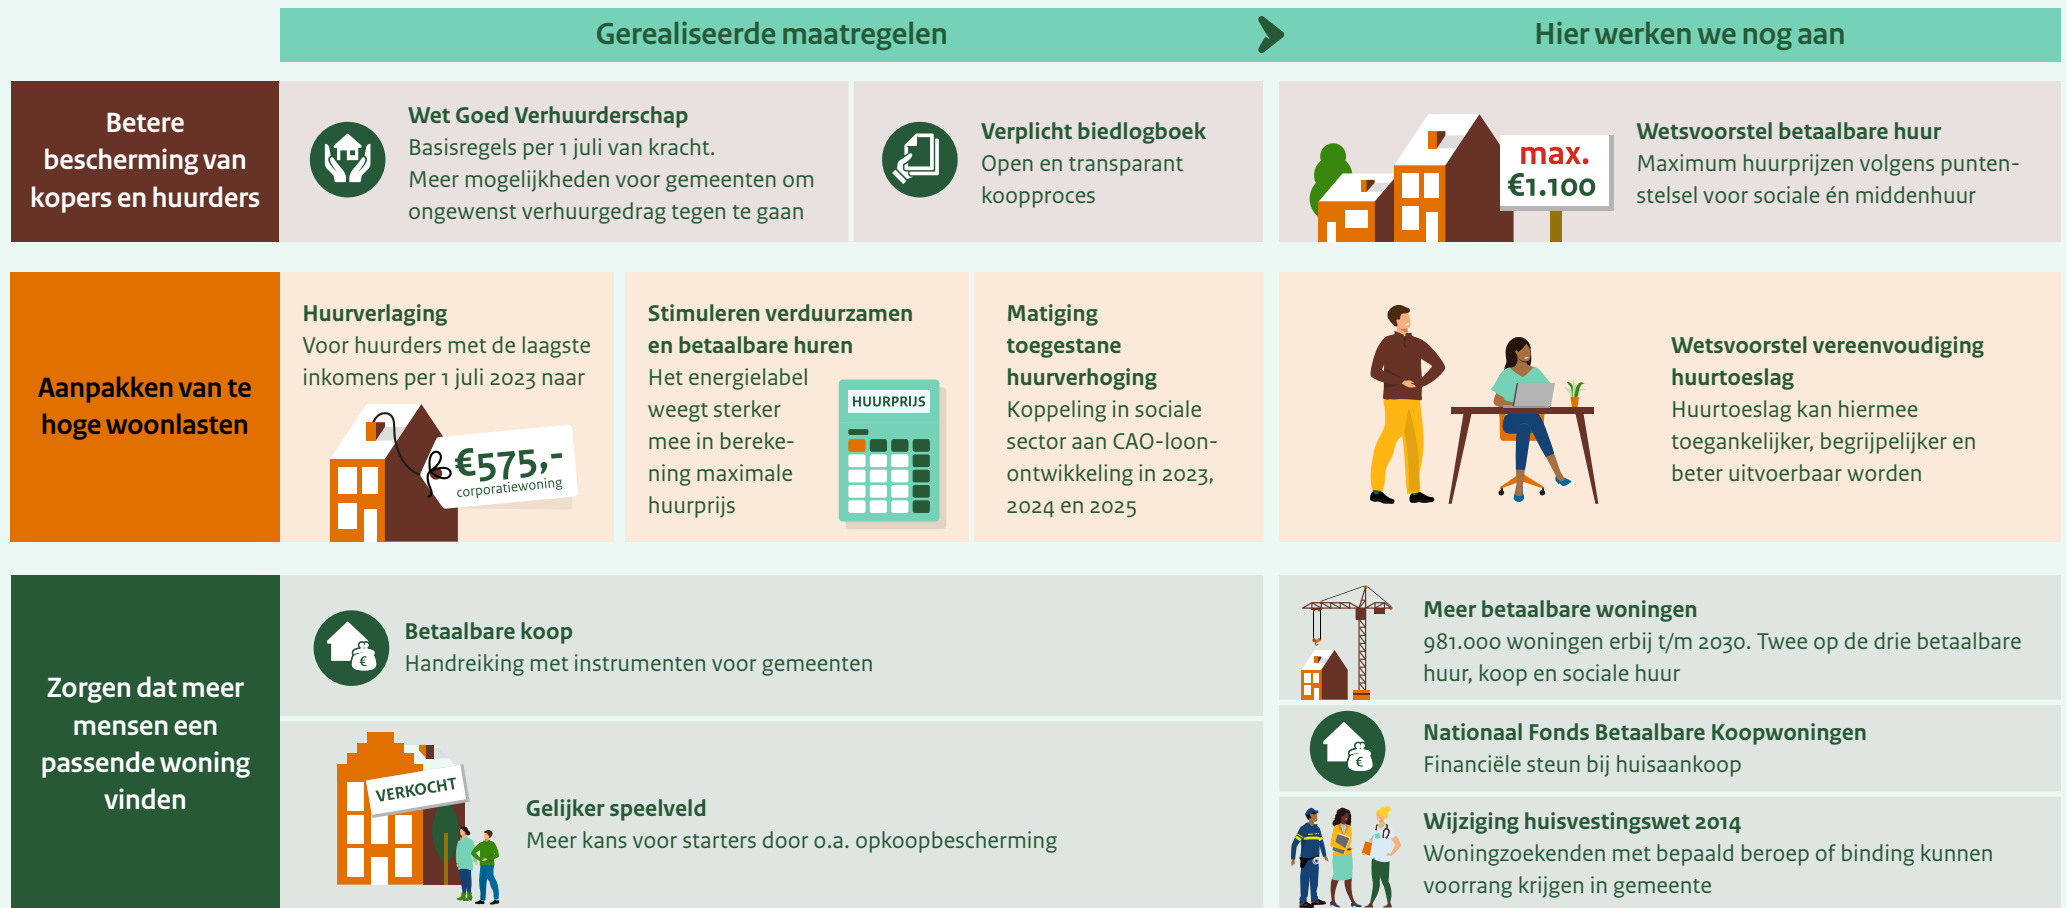 Gerealiseerde maatregelen
Hier werken we nog aan
Betere
bescherming van
kopers en huurders
Wet Goed Verhuurderschap
Basisregels per 1 juli van kracht.
Meer mogelijkheden voor gemeenten om
ongewenst verhuurgedrag tegen te gaan
Verplicht biedlogboek
Open en transparant
koopproces
max.
€1.100
Wetsvoorstel betaalbare huur
Maximum huurprijzen volgens punten-
stelsel voor sociale én middenhuur
Aanpakken van te
hoge woonlasten
Huurverlaging
Voor huurders met de laagste
inkomens per 1 juli 2023 naar
€575,-
corporatiewoning
Stimuleren verduurzamen
en betaalbare huren
Het energielabel
weegt sterker
mee in bereke-
ning maximale
huurprijs
HUURPRIJS
Matiging
toegestane
huurverhoging
Koppeling in sociale
sector aan CAO-loon-
ontwikkeling in 2023,
2024 en 2025
Wetsvoorstel vereenvoudiging
huurtoeslag
Huurtoeslag kan hiermee
toegankelijker, begrijpelijker en
beter uitvoerbaar worden
Zorgen dat meer
mensen een
passende woning
vinden
€
Betaalbare koop
Handreiking met instrumenten voor gemeenten
VERKOCHT
Gelijker speelveld
Meer kans voor starters door o.a. opkoopbescherming
Meer betaalbare woningen
981.000 woningen erbij t/m 2030. Twee op de drie betaalbare
huur, koop en sociale huur
€
Nationaal Fonds Betaalbare Koopwoningen
Financiële steun bij huisaankoop
Wijziging huisvestingswet 2014
Woningzoekenden met bepaald beroep of binding kunnen
voorrang krijgen in gemeente